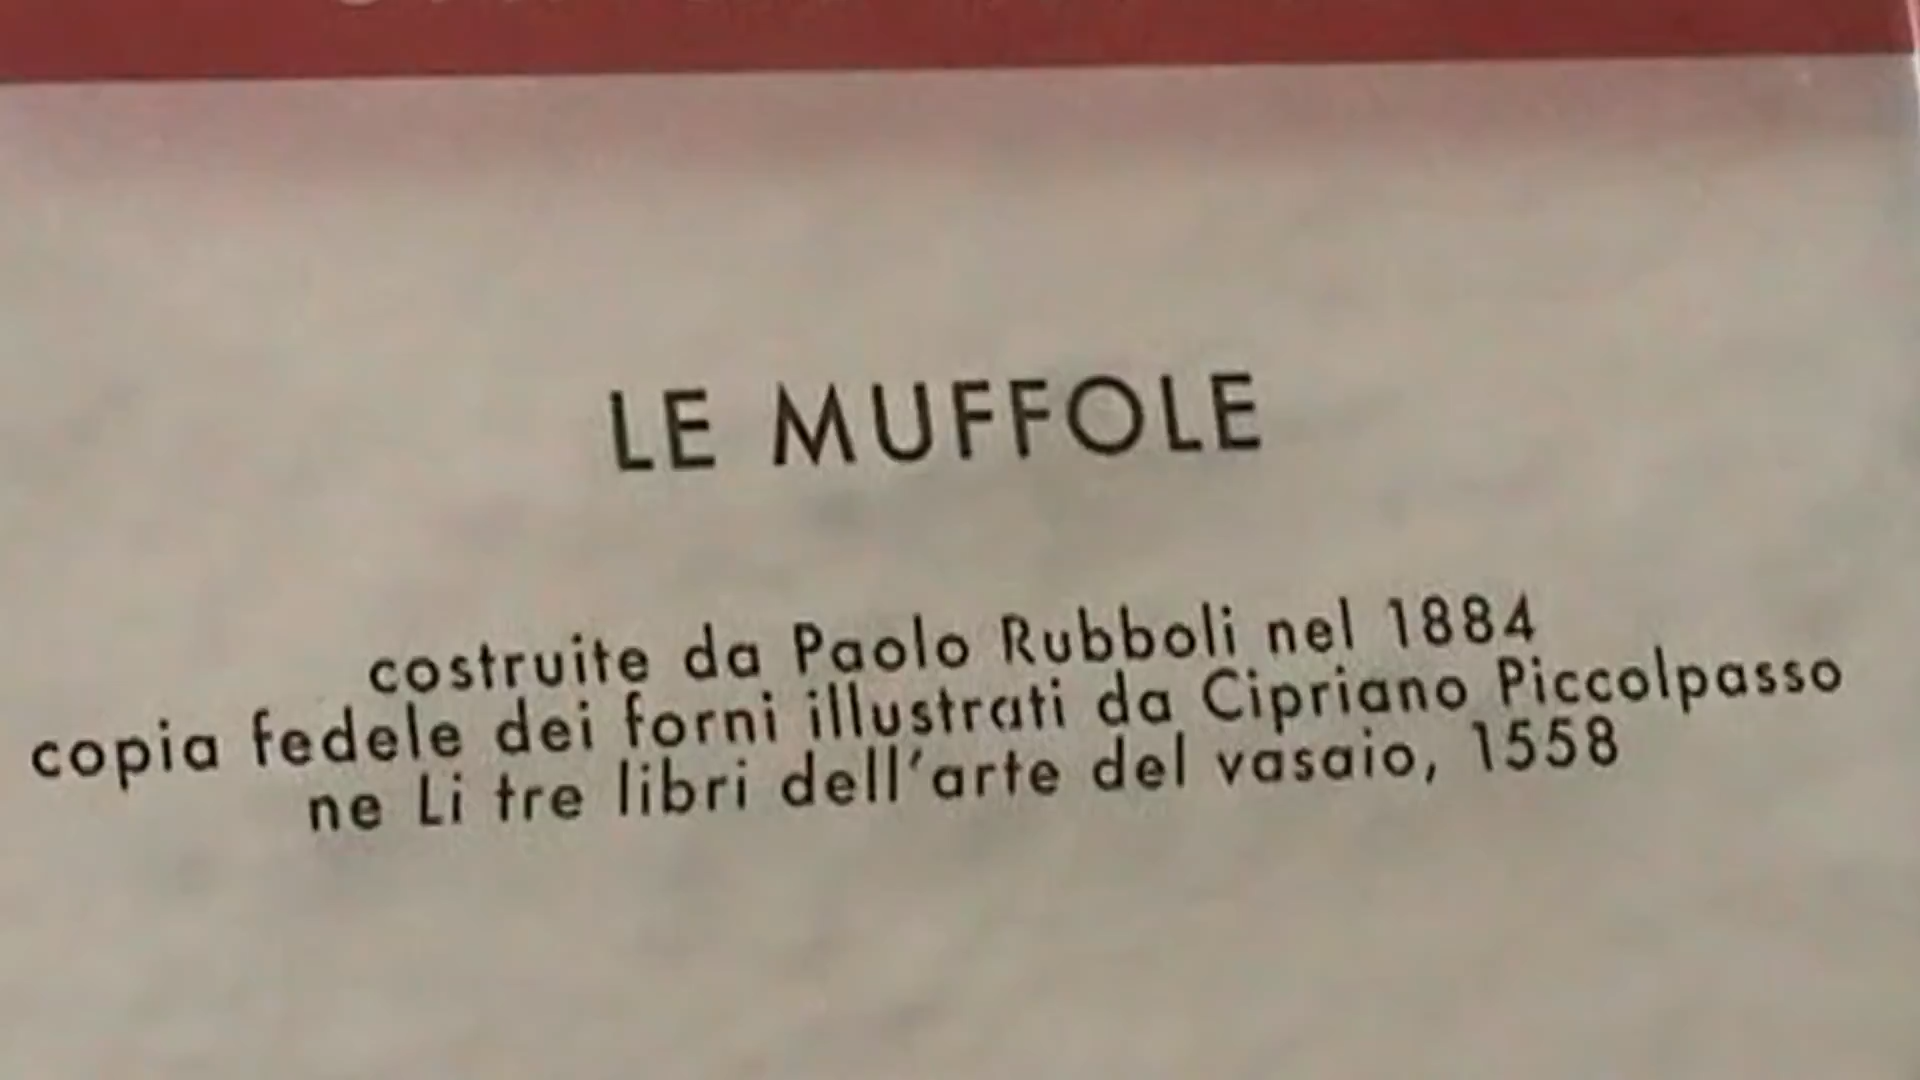 LE MUFFOLE
costruite da Paolo Rubboli nel 1884
copia fedele dei forni illustrati da Cipriano Piccolpasso
ne Li tre libri dell'arte del vasaio, 1558